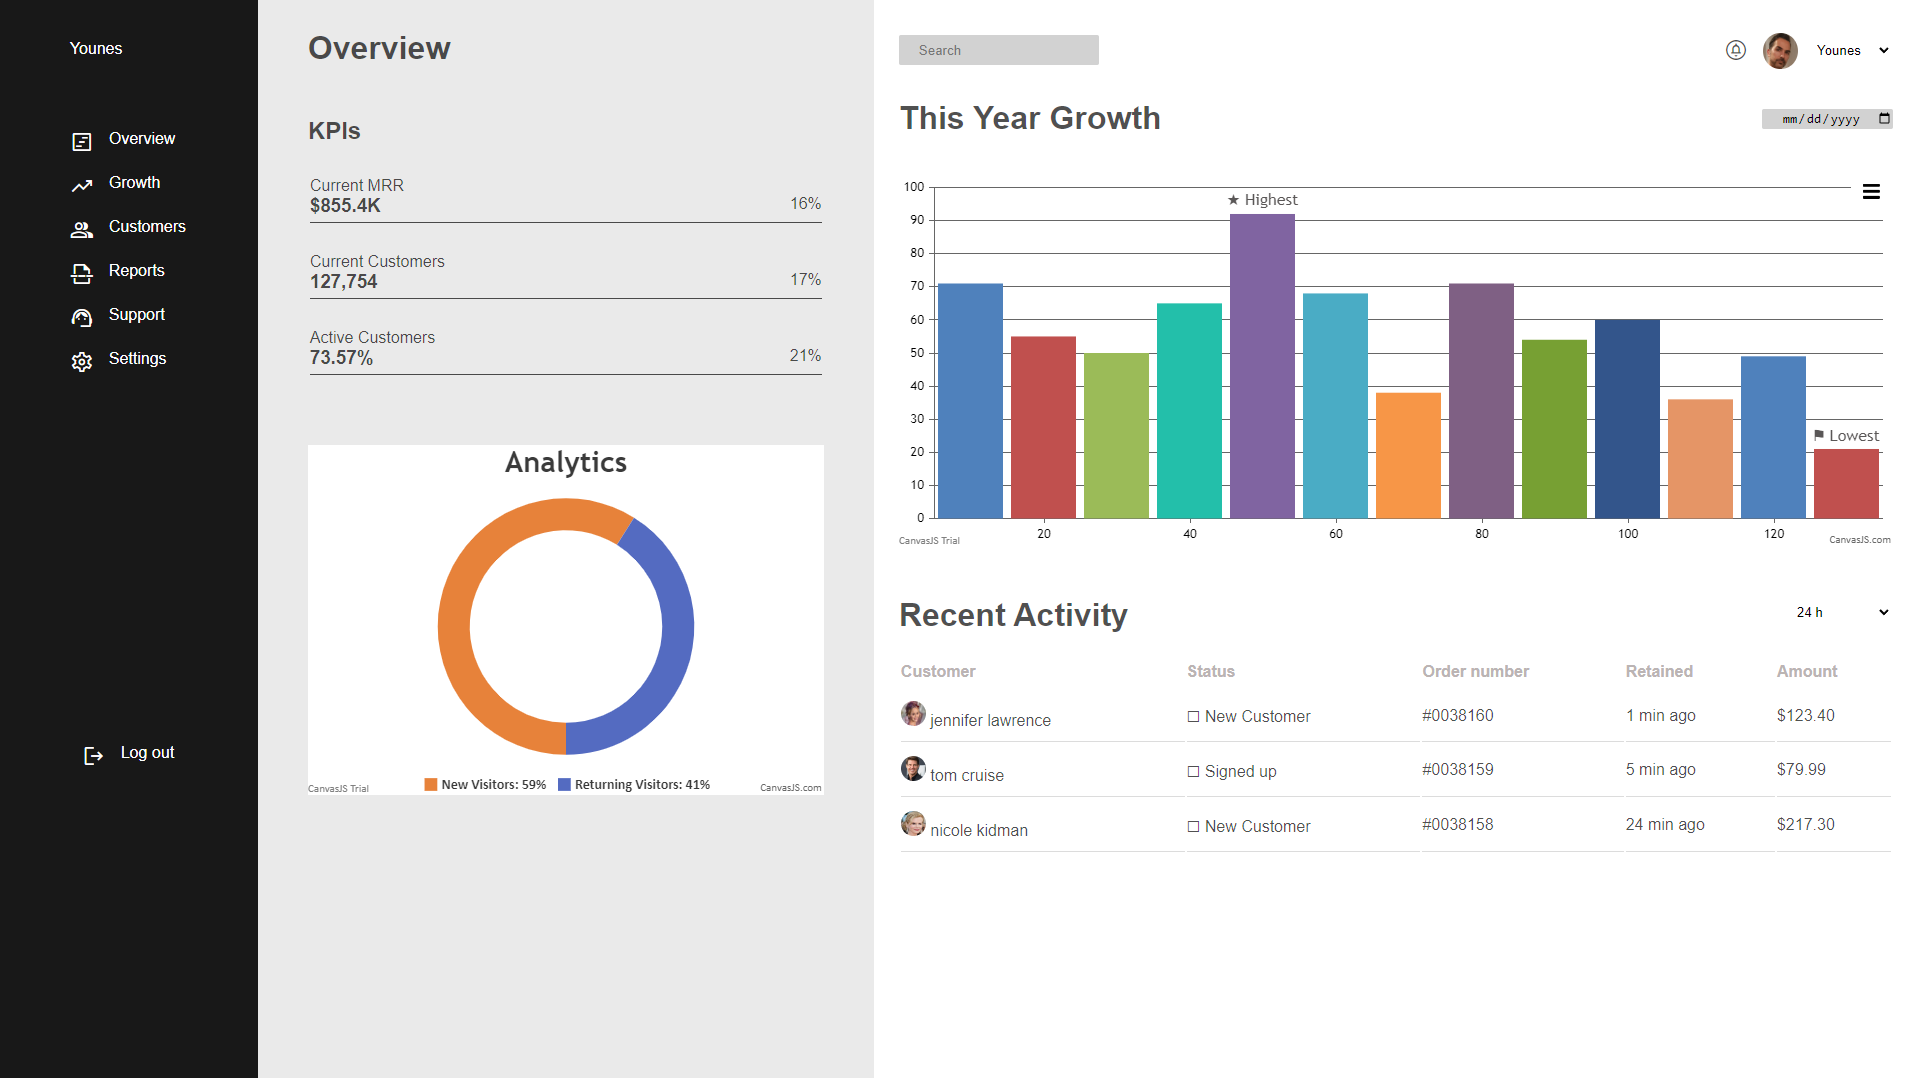 Younes
Overview
Growth
Customers
Reports
Support
Settings
Log out
Overview
KPIs
Current MRR
$855.4K
16%
Current Customers
127,754
17%
Active Customers
73.57%
21%
Analytics
New Visitors: 59% Returning Visitors: 41%
CanvasJS Trial
CanvasJS.com
Search
Younes
This Year Growth
mm/dd/yyyy
100
90
80
70
60
50
40
30
20
10
0
★ Highest
Lowest
20 40 60 80 100 120
CanvasJS Trial
CanvasJS.com
Recent Activity
24 h
Customer Status Order number Retained Amount
jennifer lawrence New Customer #0038160 1 min ago $123.40
tom cruise Signed up #0038159 5 min ago $79.99
nicole kidman New Customer #0038158 24 min ago $217.30